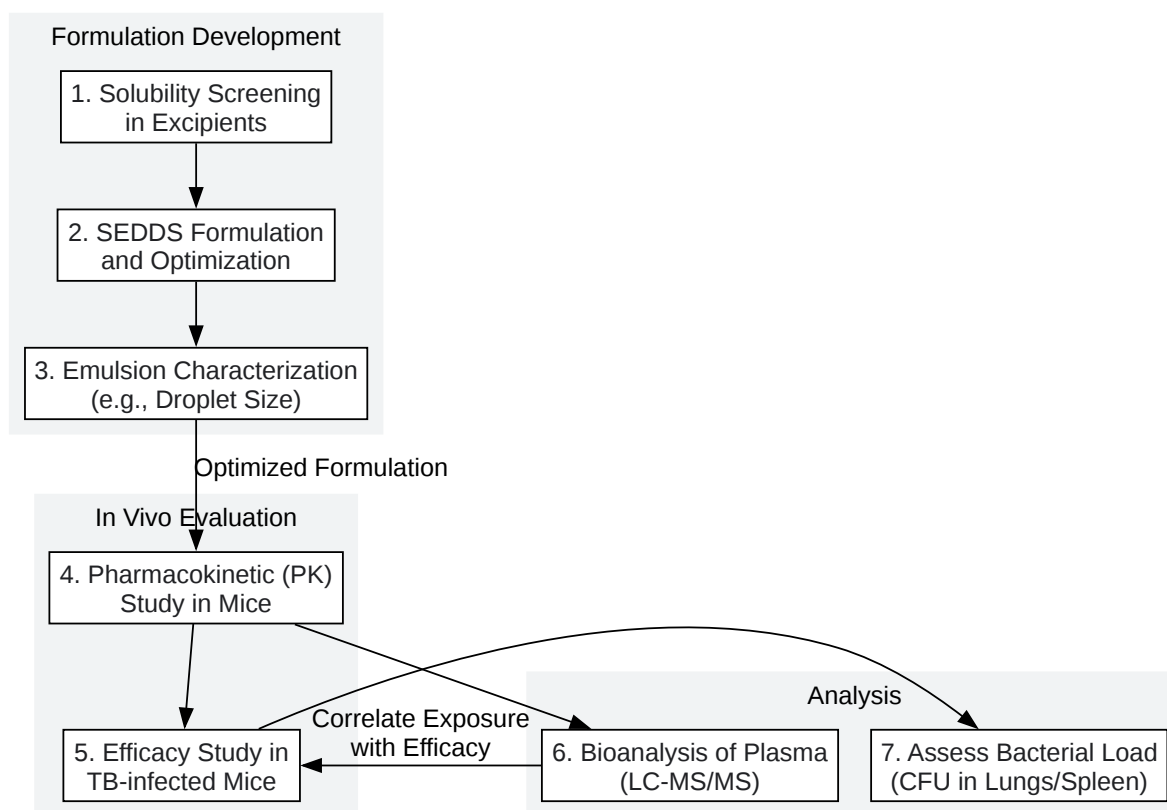 Formulation Development
1. Solubility Screening
in Excipients
2. SEDDS Formulation
and Optimization
3. Emulsion Characterization
(e.g., Droplet Size)
Optimized Formulation
In Vivo Evaluation
4. Pharmacokinetic (PK)
Study in Mice
Analysis
Correlate Exposure
with Efficacy
5. Efficacy Study in
TB-infected Mice
6. Bioanalysis of Plasma
(LC-MS/MS)
7. Assess Bacterial Load
(CFU in Lungs/Spleen)